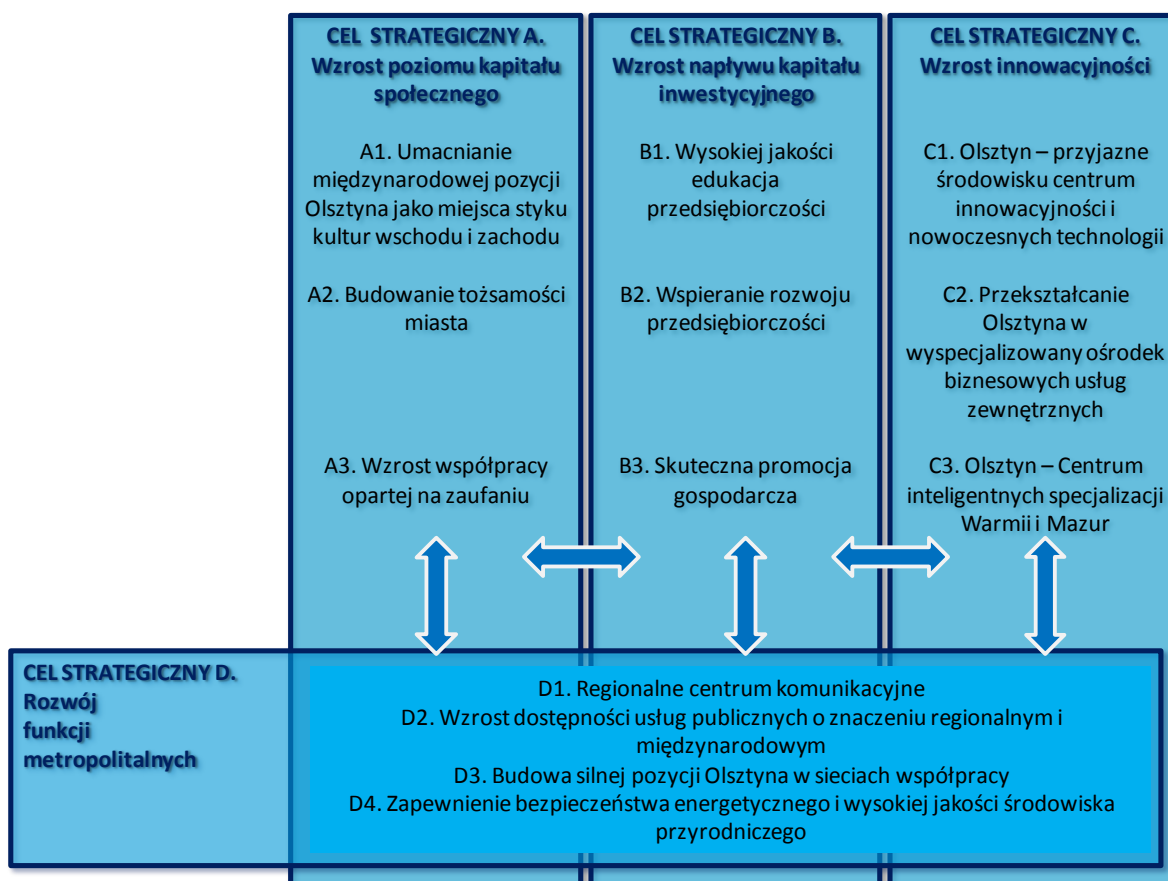 CEL STRATEGICZNY A.
Wzrost poziomu kapitału
społecznego
A1. Umacnianie
międzynarodowej pozycji
Olsztyna jako miejsca styku
kultur wschodu i zachodu
A2. Budowanie tożsamości
miasta
A3. Wzrost współpracy
opartej na zaufaniu
CEL STRATEGICZNY B.
Wzrost napływu kapitału
inwestycyjnego
B1. Wysokiej jakości
edukacja
przedsiębiorczości
B2. Wspieranie rozwoju
przedsiębiorczości
B3. Skuteczna promocja
gospodarcza
CEL STRATEGICZNY C.
Wzrost innowacyjności
C1. Olsztyn – przyjazne
środowisku centrum
innowacyjności i
nowoczesnych technologii
C2. Przekształcanie
Olsztyna w
wyspecjalizowany ośrodek
biznesowych usług
zewnętrznych
C3. Olsztyn – Centrum
inteligentnych specjalizacji
Warmii i Mazur
CEL STRATEGICZNY D.
Rozwój
funkcji
metropolitalnych
D1. Regionalne centrum komunikacyjne
D2. Wzrost dostępności usług publicznych o znaczeniu regionalnym i
międzynarodowym
D3. Budowa silnej pozycji Olsztyna w sieciach współpracy
D4. Zapewnienie bezpieczeństwa energetycznego i wysokiej jakości środowiska
przyrodniczego